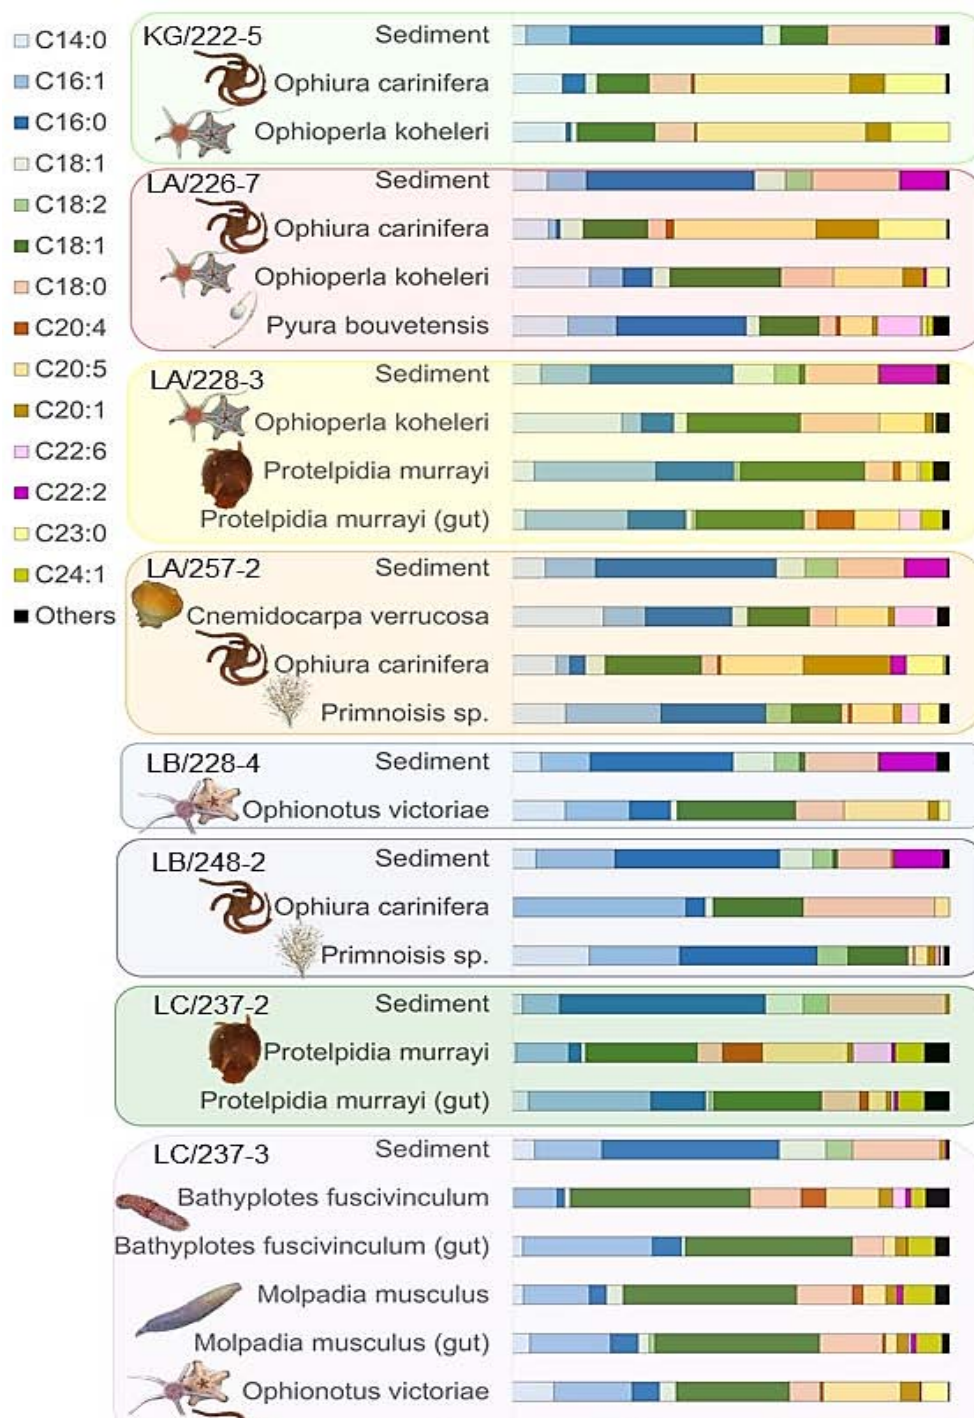 C14:0
C16:1
C16:0
C18:1
C18:2
C18:1
C18:0
C20:4
C20:5
C20:1
C22:6
C22:2
C23:0
C24:1
Others
KG/222-5
Sediment
Ophiura carinifera
Ophioperla koheleri
LA/226-7
Sediment
Ophiura carinifera
Ophioperla koheleri
Pyura bouvetensis
LA/228-3
Sediment
Ophioperla koheleri
Protelpidia murrayi
Protelpidia murrayi (gut)
LA/257-2
Sediment
Cnemidocarpa verrucosa
Ophiura carinifera
Primnoisis sp.
LB/228-4
Sediment
Ophionotus victoriae
LB/248-2
Sediment
Ophiura carinifera
Primnoisis sp.
LC/237-2
Sediment
Protelpidia murrayi
Protelpidia murrayi (gut)
LC/237-3
Sediment
Bathyplotes fuscivinculum
Bathyplotes fuscivinculum (gut)
Molpadia musculus
Molpadia musculus (gut)
Ophionotus victoriae